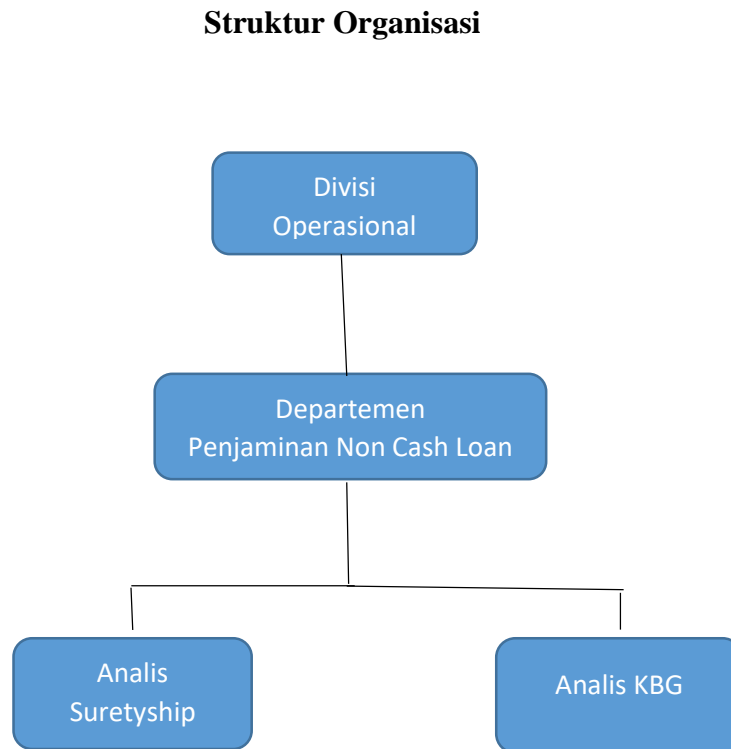 Struktur Organisasi
Divisi
Operasional
Departemen
Penjaminan Non Cash Loan
Analis
Suretyship
Analis KBG